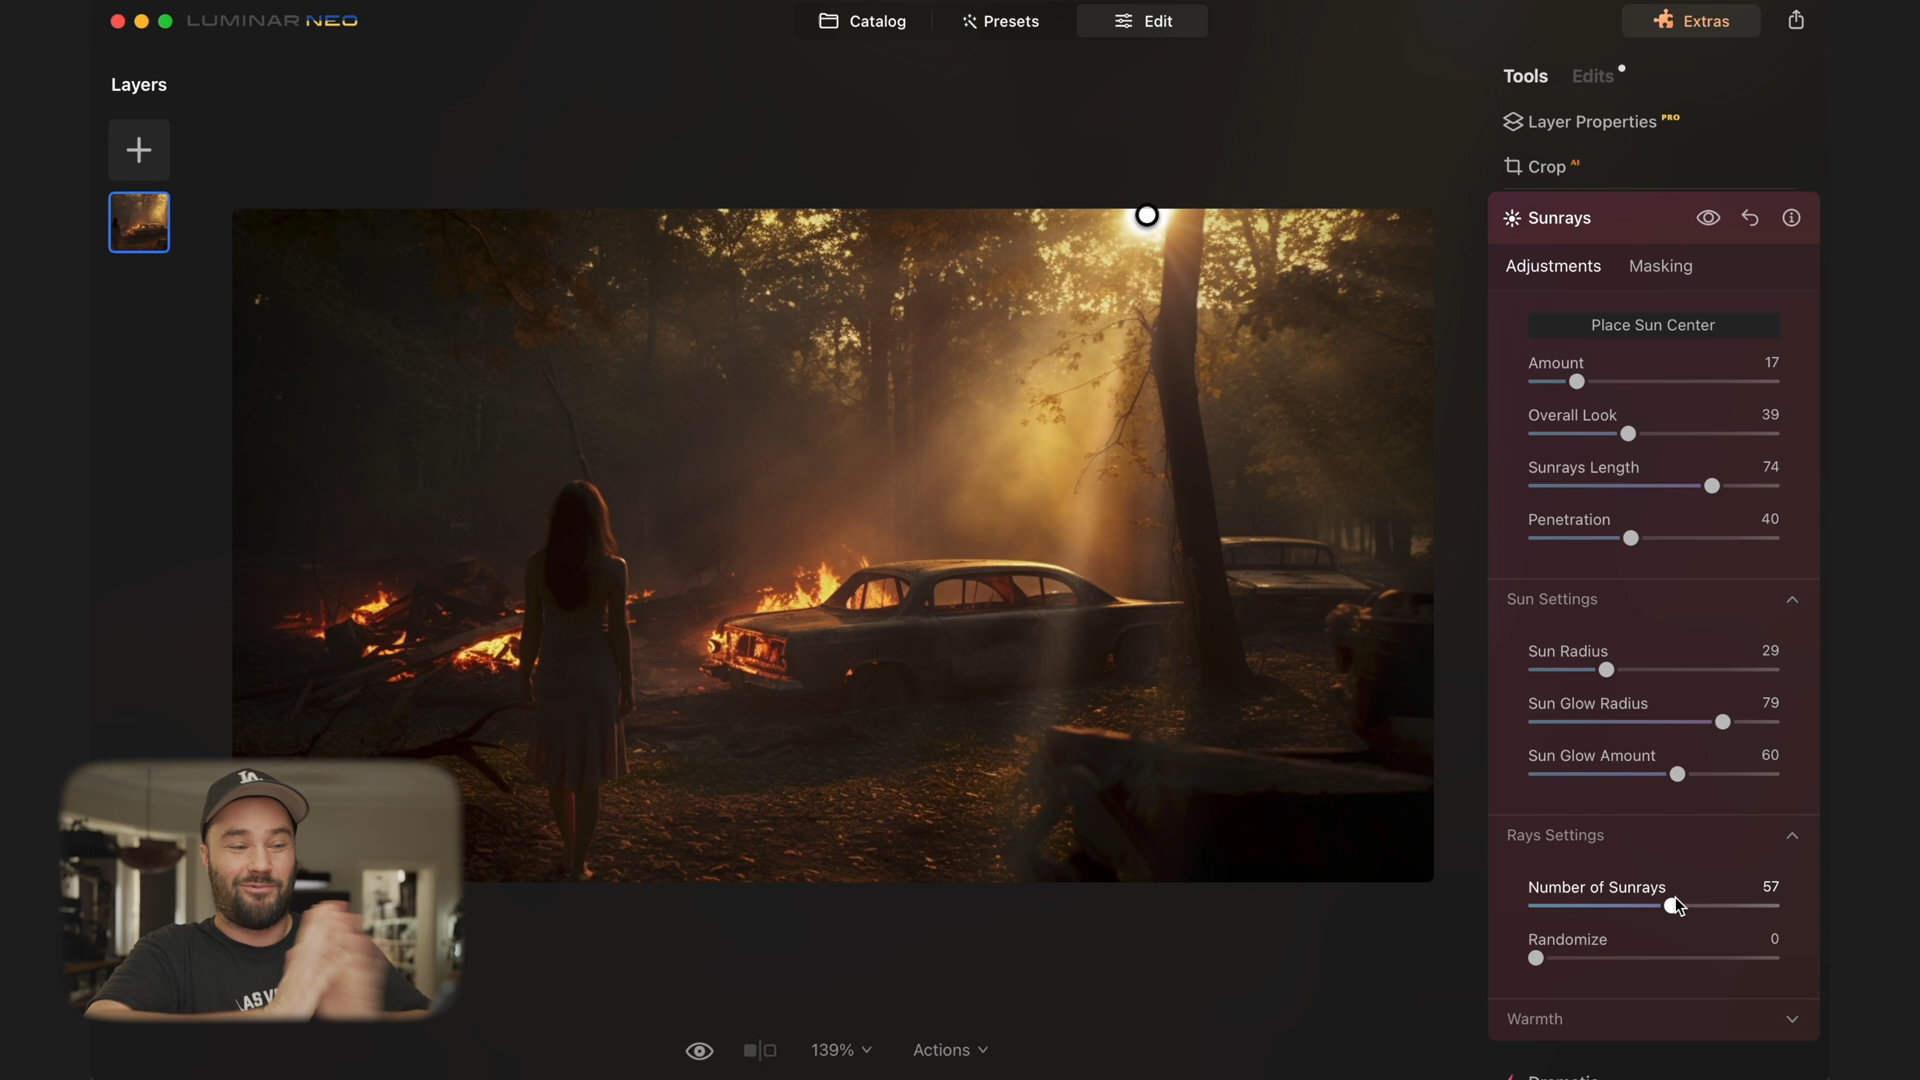 LUMINAR NEO
Catalog
Presets
Edit
Extras
Layers
Tools
Edits
Layer Properties PRO
Crop AI
Sunrays
Adjustments
Masking
Place Sun Center
Amount 17
Overall Look 39
Sunrays Length 74
Penetration 40
Sun Settings
Sun Radius 29
Sun Glow Radius 79
Sun Glow Amount 60
Rays Settings
Number of Sunrays 57
Randomize 0
Warmth
LA
139%
Actions